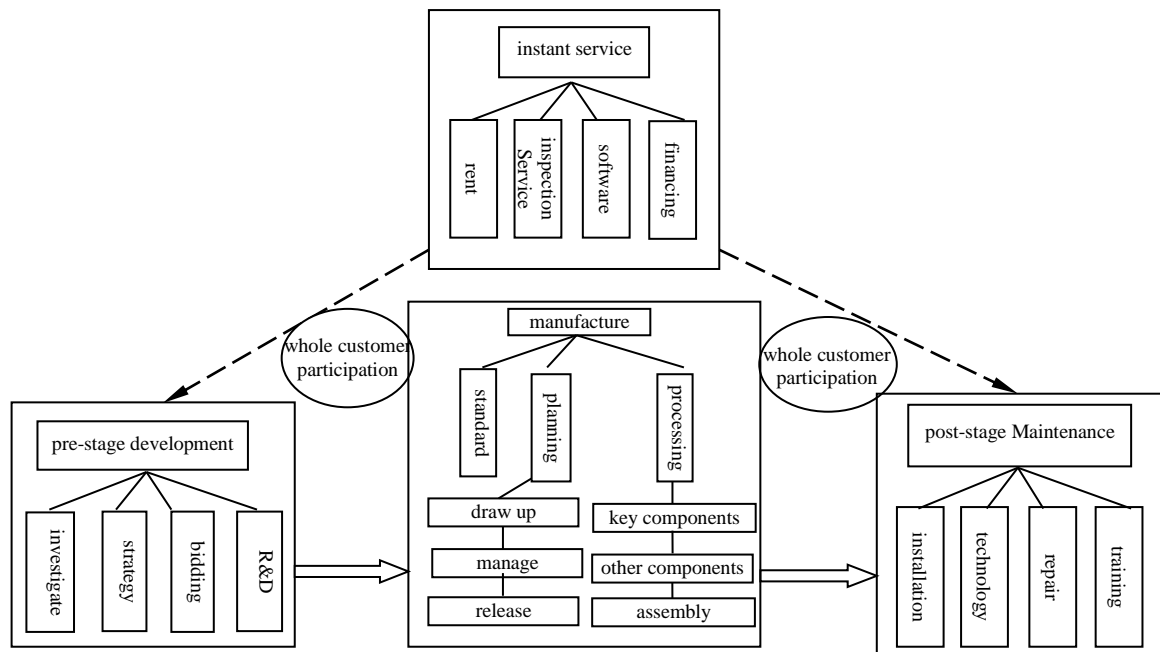 instant service
rent
inspection
Service
software
financing
whole customer
participation
manufacture
standard
planning
processing
draw up
manage
release
key components
other components
assembly
whole customer
participation
pre-stage development
investigate
strategy
bidding
R&D
post-stage Maintenance
installation
technology
repair
training